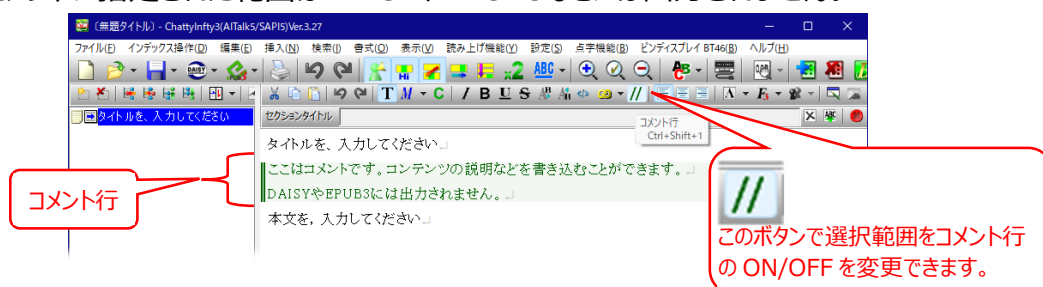 〔無題タイトル〕- ChattyInfty3(AITalk5/SAPI5)Ver.3.27
ファイル(F) インデックス操作(D) 編集(E) 挿入(N) 検索(I) 書式(O) 表示(V) 読み上げ機能(Y) 設定(S) 点字機能(B) ピンディスプレイ BT46(B) ヘルプ(H)
DAISY ABC
T M C I B U S //
タイトルを、入力してください
セクションタイトル
コメント行
Ctrl+Shift+1
タイトルを、入力してください
ここはコメントです。コンテンツの説明などを書き込むことができます。
DAISYやEPUB3には出力されません。
本文を, 入力してください
コメント行
//
このボタンで選択範囲をコメント行
の ON/OFF を変更できます。